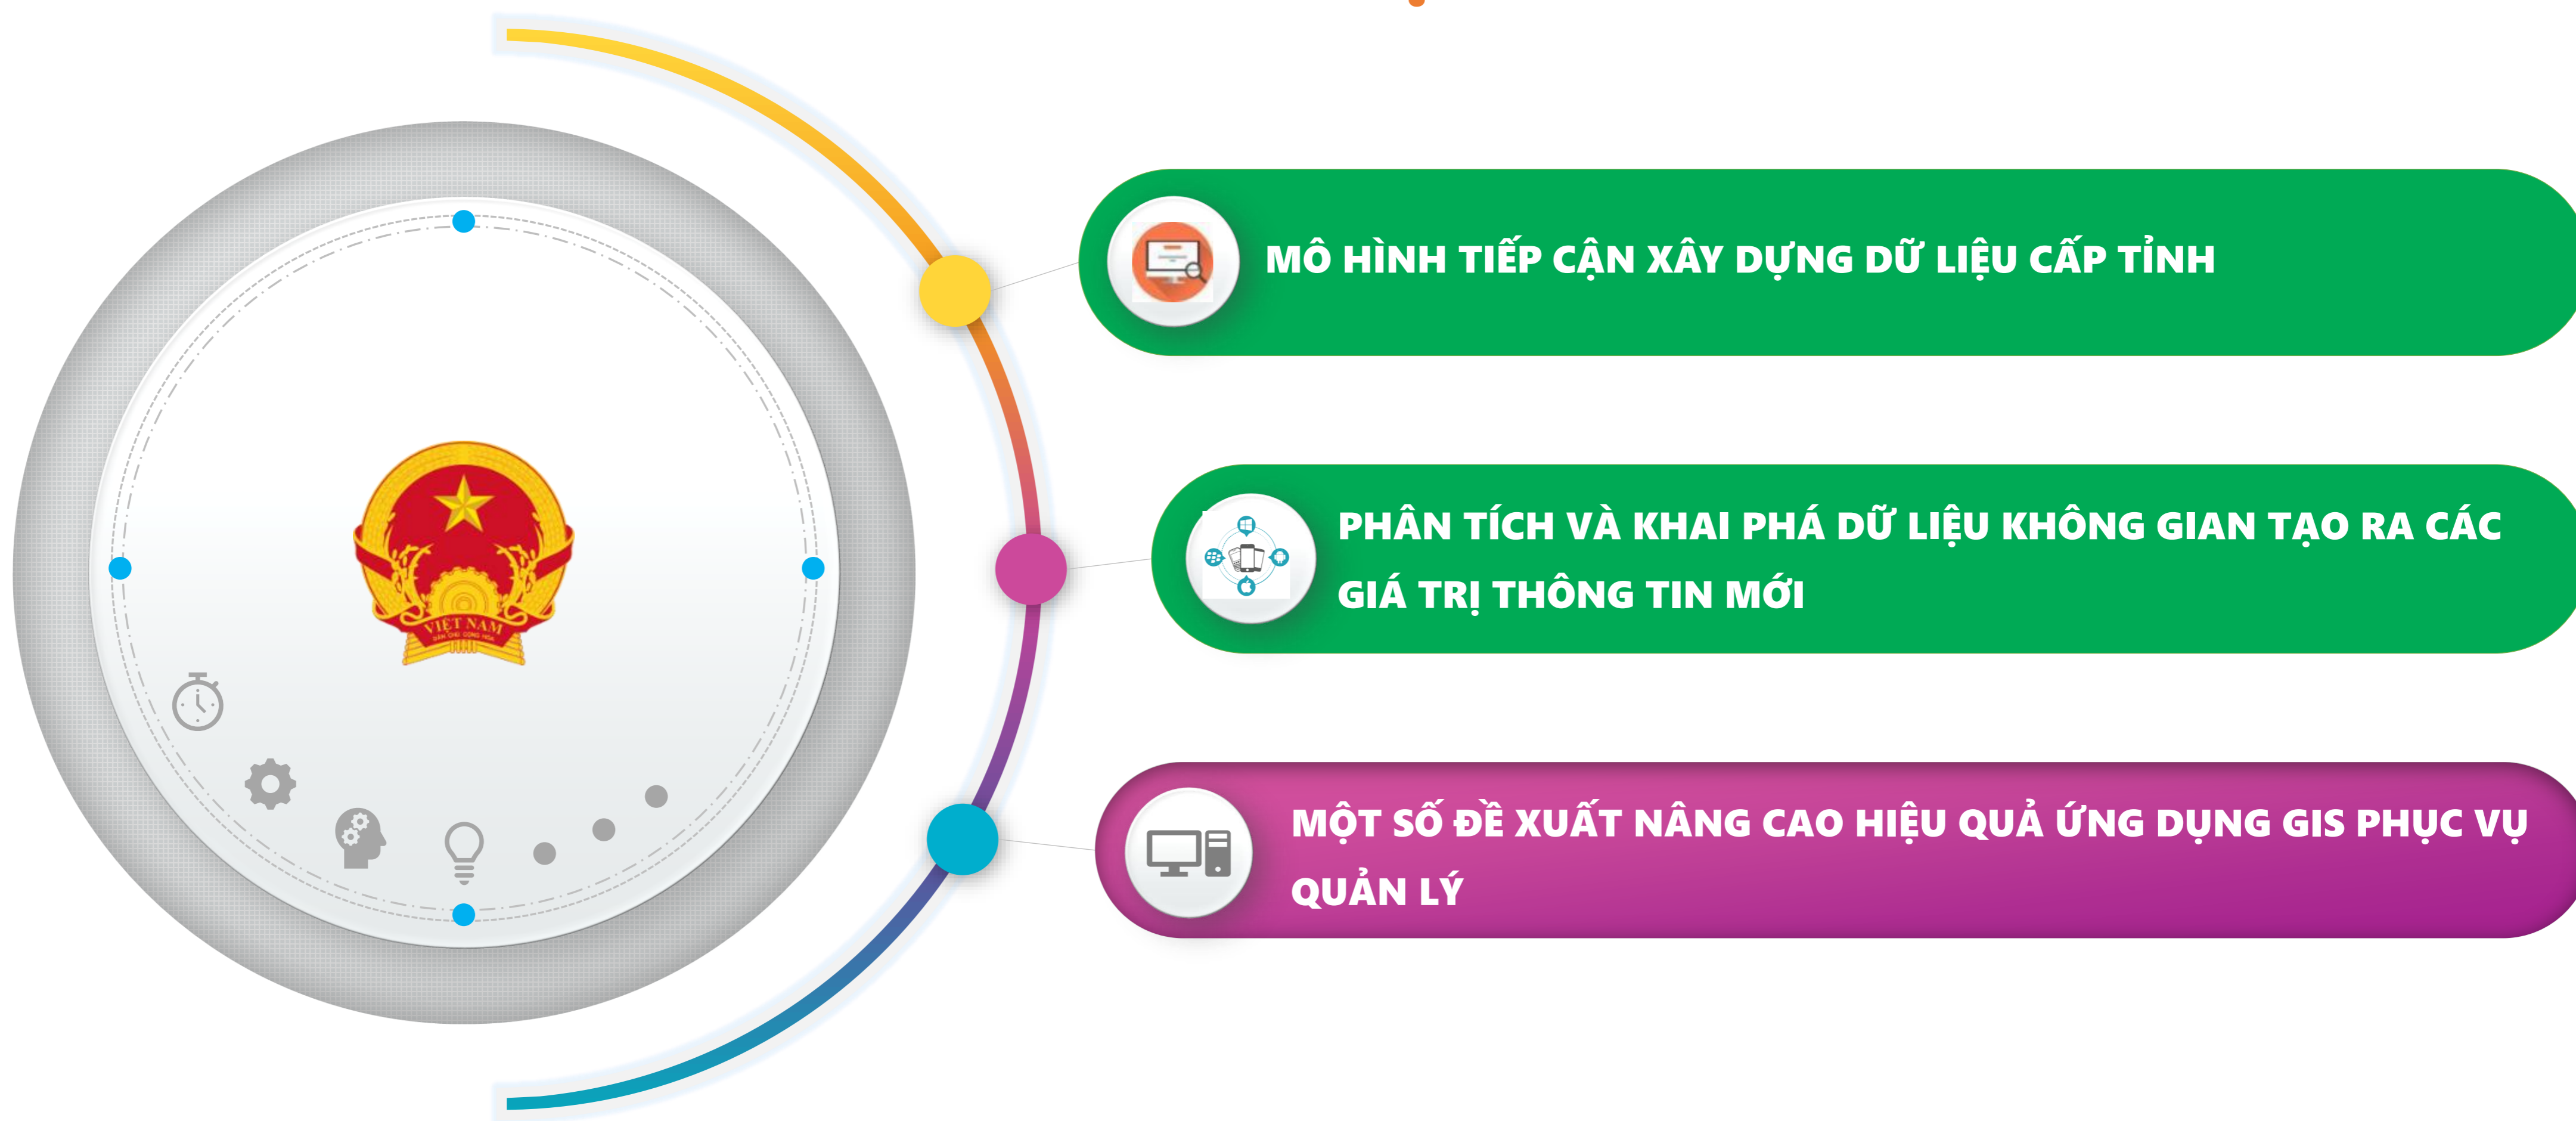 MÔ HÌNH TIẾP CẬN XÂY DỰNG DỮ LIỆU CẤP TỈNH
PHÂN TÍCH VÀ KHAI PHÁ DỮ LIỆU KHÔNG GIAN TẠO RA CÁC
GIÁ TRỊ THÔNG TIN MỚI
MỘT SỐ ĐỀ XUẤT NÂNG CAO HIỆU QUẢ ỨNG DỤNG GIS PHỤC VỤ
QUẢN LÝ
VIỆT NAM